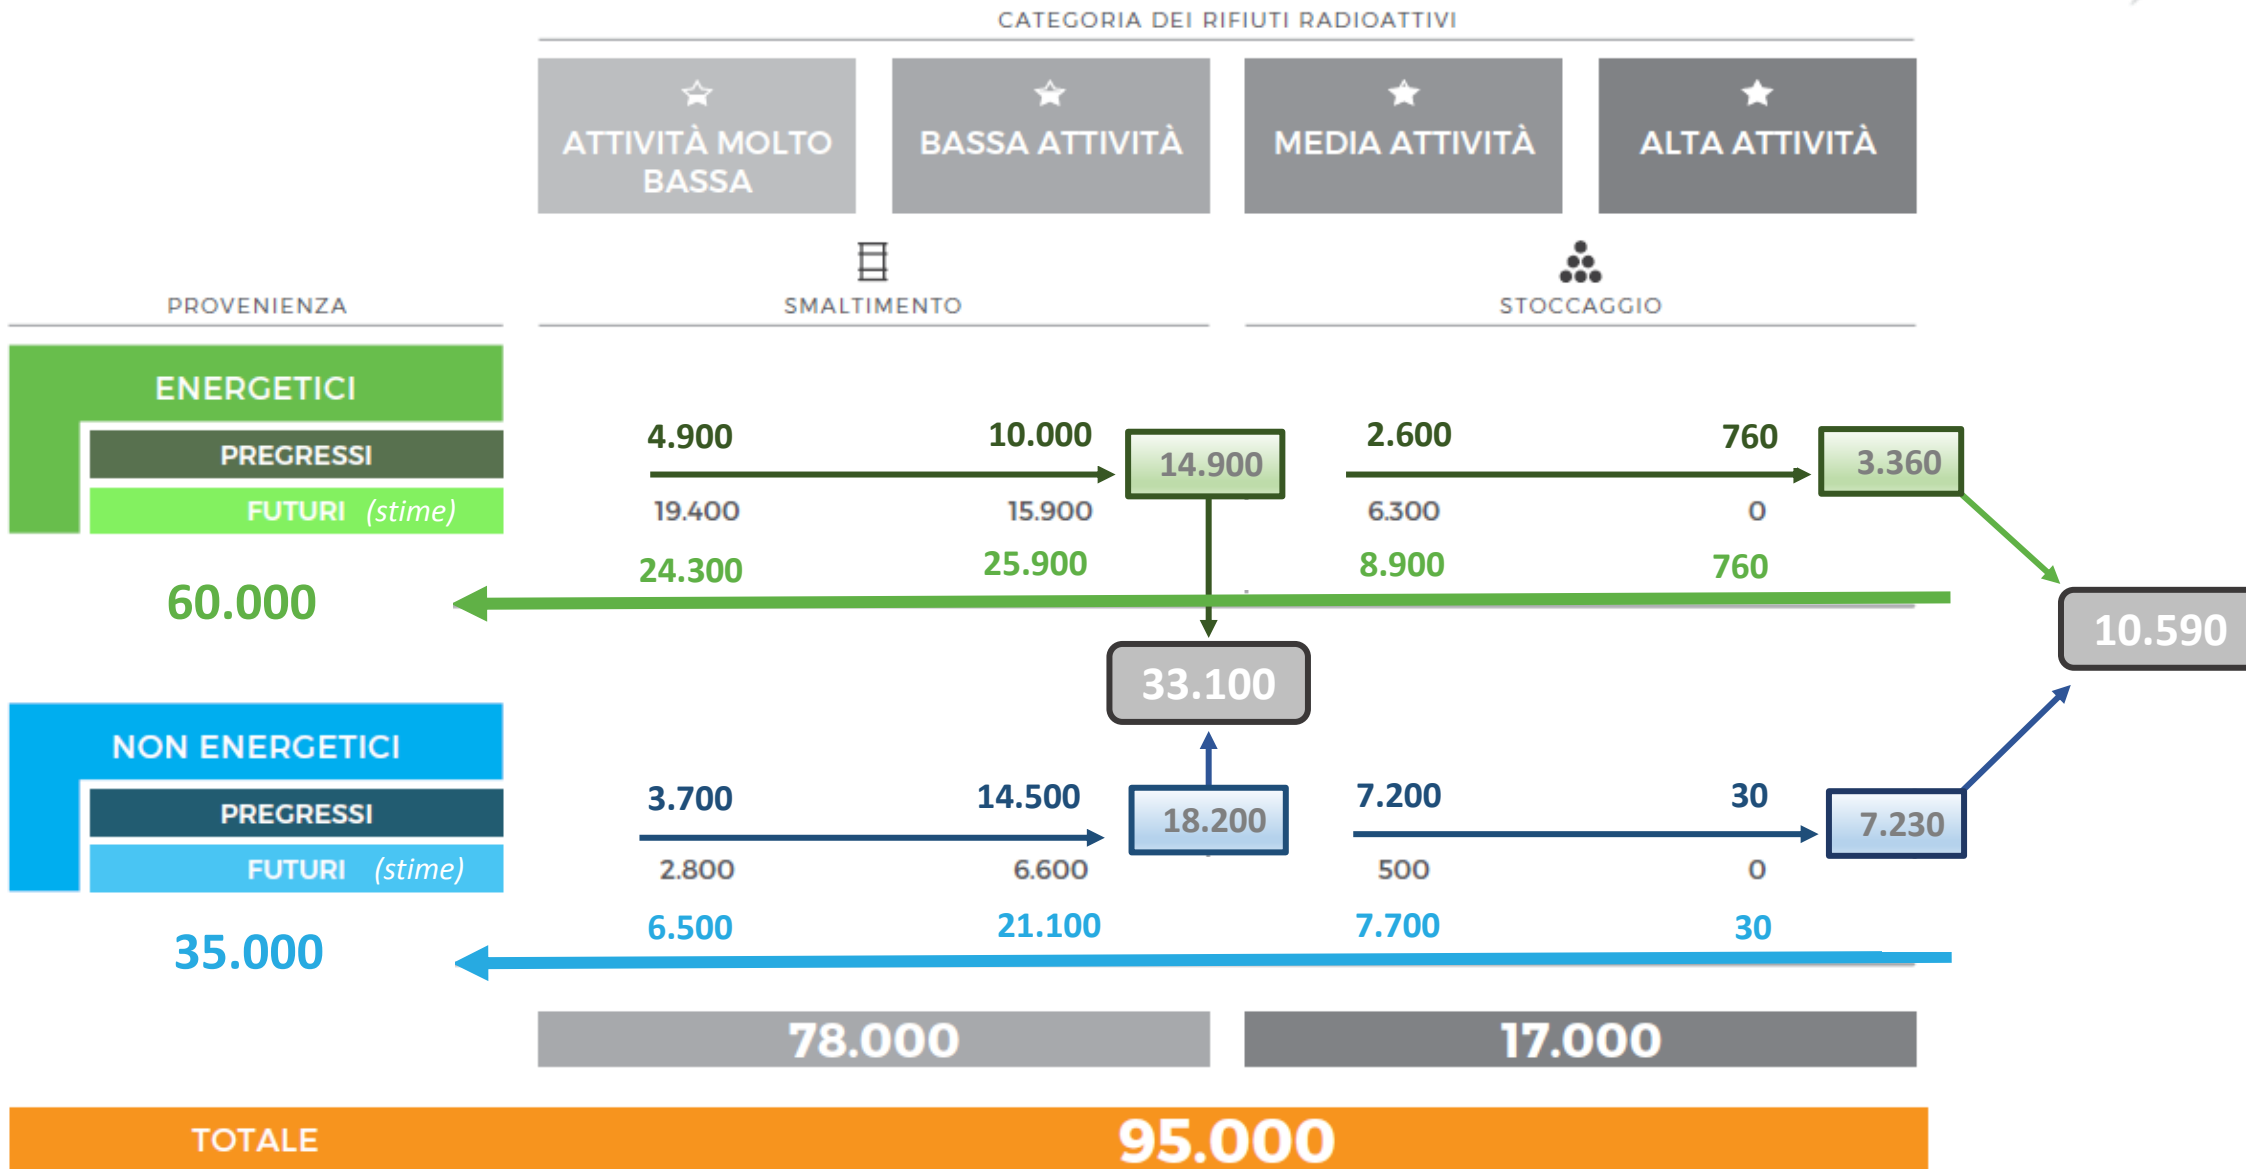 CATEGORIA DEI RIFIUTI RADIOATTIVI
ATTIVITÀ MOLTO
BASSA
BASSA ATTIVITÀ
MEDIA ATTIVITÀ
ALTA ATTIVITÀ
PROVENIENZA
SMALTIMENTO
STOCCAGGIO
ENERGETICI
PREGRESSI
4.900
10.000
14.900
2.600
760
3.360
FUTURI (stime)
19.400
15.900
6.300
0
24.300
25.900
8.900
760
60.000
10.590
33.100
NON ENERGETICI
PREGRESSI
3.700
14.500
18.200
7.200
30
7.230
FUTURI (stime)
2.800
6.600
500
0
6.500
21.100
7.700
30
35.000
78.000
17.000
TOTALE
95.000